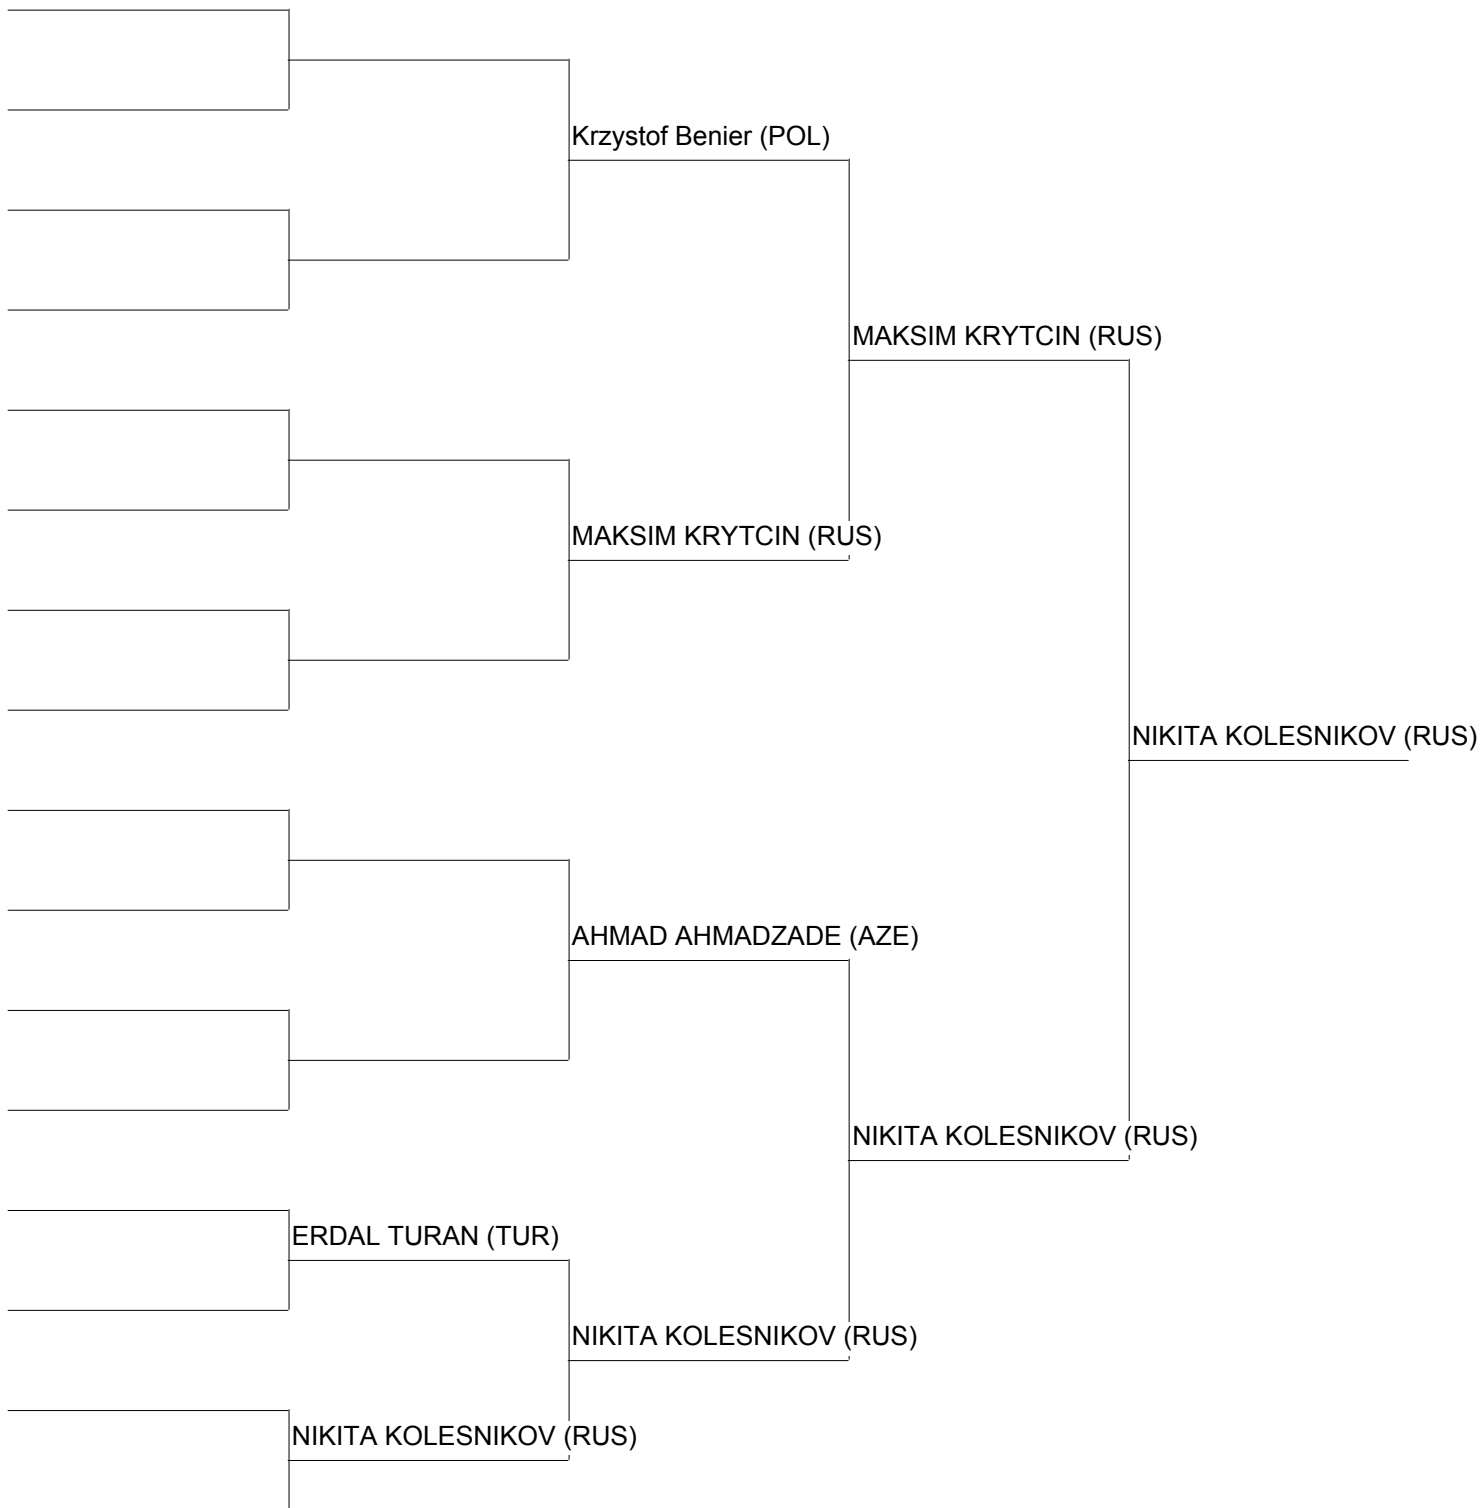 Krzystof Benier (POL)
MAKSIM KRYTCIN (RUS)
MAKSIM KRYTCIN (RUS)
NIKITA KOLESNIKOV (RUS)
AHMAD AHMADZADE (AZE)
NIKITA KOLESNIKOV (RUS)
ERDAL TURAN (TUR)
NIKITA KOLESNIKOV (RUS)
NIKITA KOLESNIKOV (RUS)